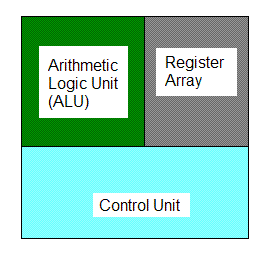 Arithmetic
Logic Unit
(ALU)
Register
Array
Control Unit